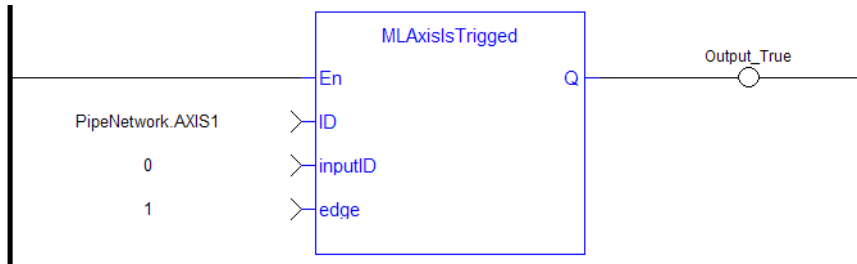 MLAxisIsTrigged
Output_True
En
Q
PipeNetwork.AXIS1
ID
0
inputID
1
edge